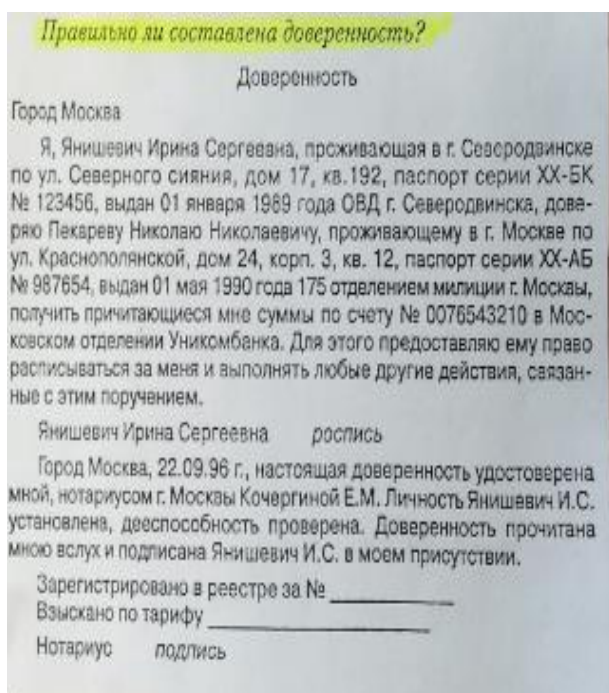 Правильно ли составлена доверенность?
Доверенность
Город Москва
Я, Янишевич Ирина Сергеевна, проживающая в г. Северодвинске
по ул. Северного сияния, дом 17, кв.192, паспорт серии XX-БК
№ 123456, выдан 01 января 1989 года ОВД г. Северодвинска, дове-
ряю Пекареву Николаю Николаевичу, проживающему в г. Москве по
ул. Краснополянской, дом 24, корп. 3, кв. 12, паспорт серии XX-АБ
№ 987654, выдан 01 мая 1990 года 175 отделением милиции г. Москвы,
получить причитающиеся мне суммы по счету № 0076543210 в Мос-
ковском отделении Уникомбанка. Для этого предоставляю ему право
расписываться за меня и выполнять любые другие действия, связан-
ные с этим поручением.
Янишевич Ирина Сергеевна роспись
Город Москва, 22.09.96 г., настоящая доверенность удостоверена
мной, нотариусом г. Москвы Кочергиной Е.М. Личность Янишевич И.С.
установлена, дееспособность проверена. Доверенность прочитана
мною вслух и подписана Янишевич И.С. в моем присутствии.
Зарегистрировано в реестре за № ____________
Взыскано по тарифу ____________________
Нотариус подпись